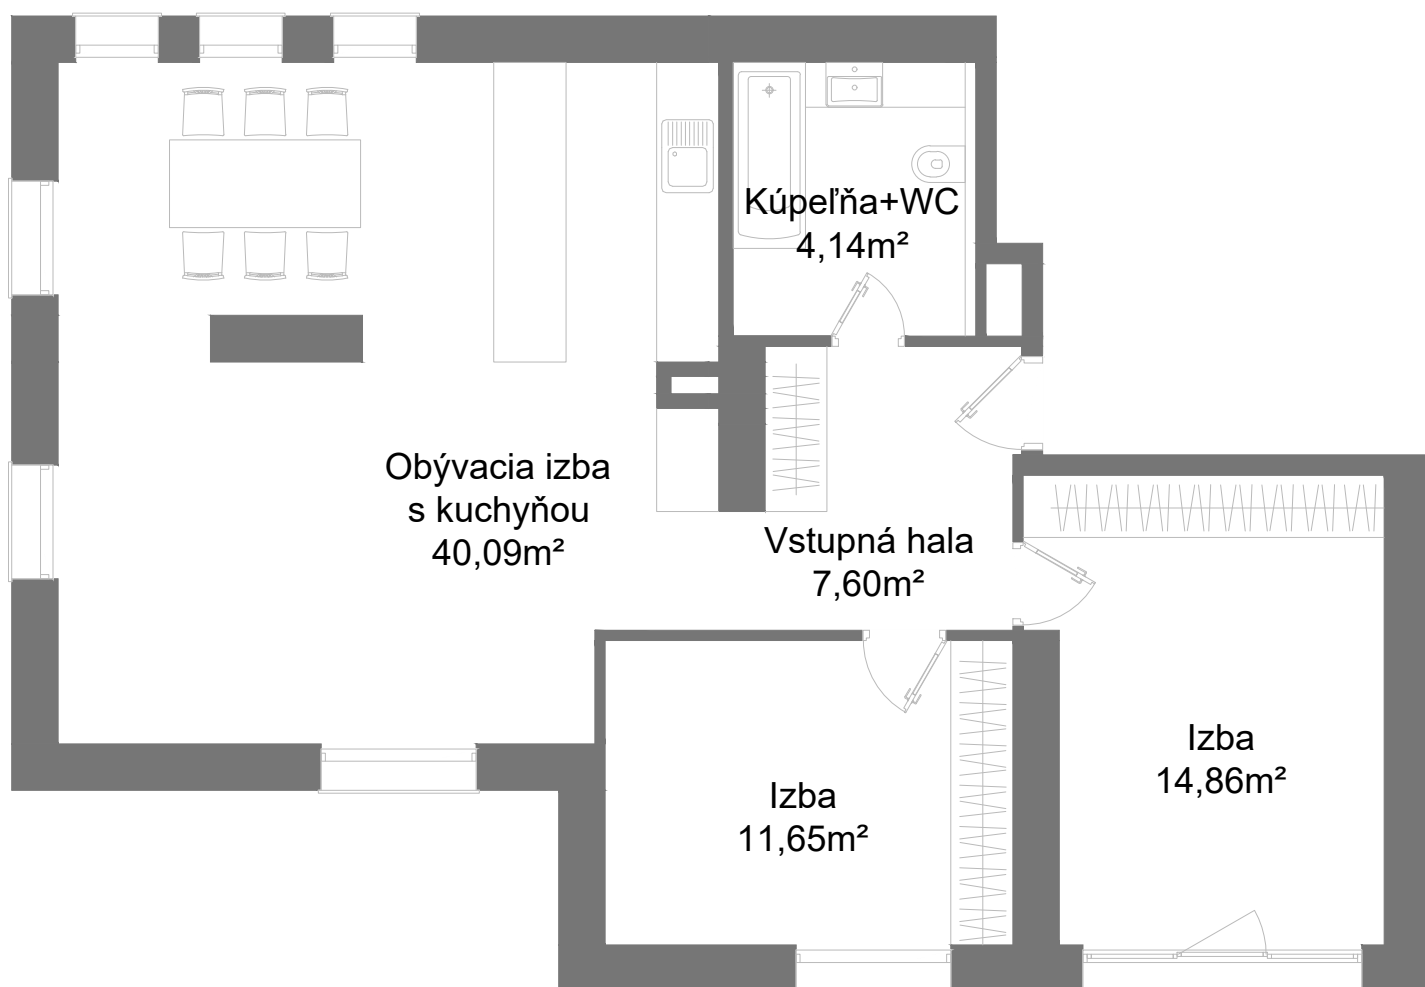 Kúpeľňa+WC
4,14m²
Obývacia izba
s kuchyňou
40,09m²
Vstupná hala
7,60m²
Izba
14,86m²
Izba
11,65m²